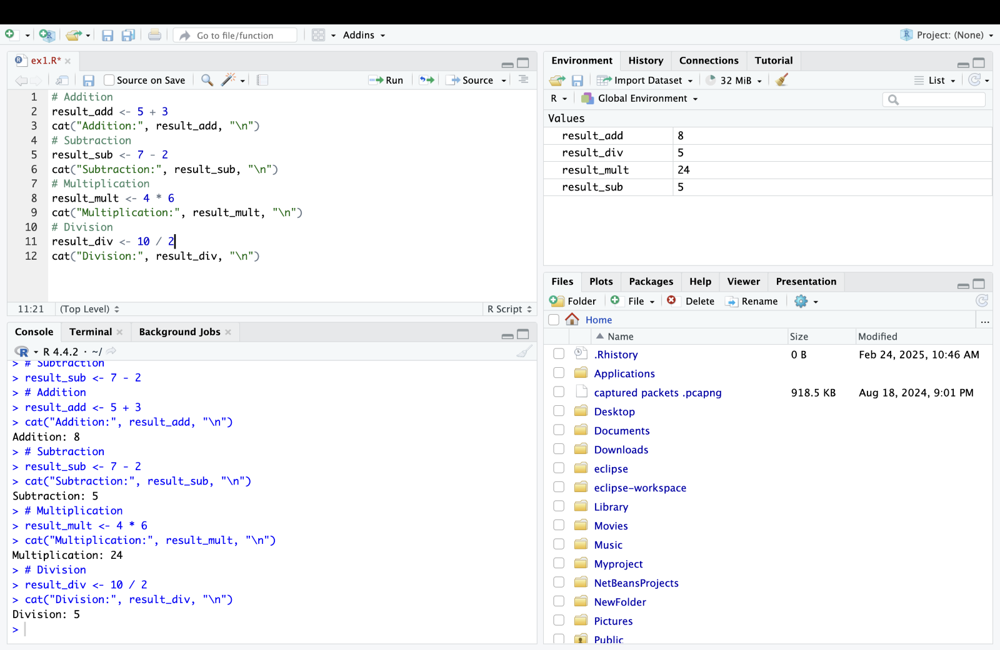 Go to file/function
Addins
Project: (None)
ex1.R*
Source on Save
Run
Source
1 # Addition
2 result_add <- 5 + 3
3 cat("Addition:", result_add, "\n")
4 # Subtraction
5 result_sub <- 7 - 2
6 cat("Subtraction:", result_sub, "\n")
7 # Multiplication
8 result_mult <- 4 * 6
9 cat("Multiplication:", result_mult, "\n")
10 # Division
11 result_div <- 10 / 2
12 cat("Division:", result_div, "\n")
11:21 (Top Level) R Script
Console Terminal Background Jobs
R 4.4.2 · ~/
> # Subtraction
> result_sub <- 7 - 2
> # Addition
> result_add <- 5 + 3
> cat("Addition:", result_add, "\n")
Addition: 8
> # Subtraction
> result_sub <- 7 - 2
> cat("Subtraction:", result_sub, "\n")
Subtraction: 5
> # Multiplication
> result_mult <- 4 * 6
> cat("Multiplication:", result_mult, "\n")
Multiplication: 24
> # Division
> result_div <- 10 / 2
> cat("Division:", result_div, "\n")
Division: 5
>
Environment History Connections Tutorial
Import Dataset 32 MiB List
R Global Environment
Values
result_add 8
result_div 5
result_mult 24
result_sub 5
Files Plots Packages Help Viewer Presentation
Folder File Delete Rename
Home ...
Name Size Modified
.Rhistory 0 B Feb 24, 2025, 10:46 AM
Applications
captured packets .pcapng 918.5 KB Aug 18, 2024, 9:01 PM
Desktop
Documents
Downloads
eclipse
eclipse-workspace
Library
Movies
Music
Myproject
NetBeansProjects
NewFolder
Pictures
Public